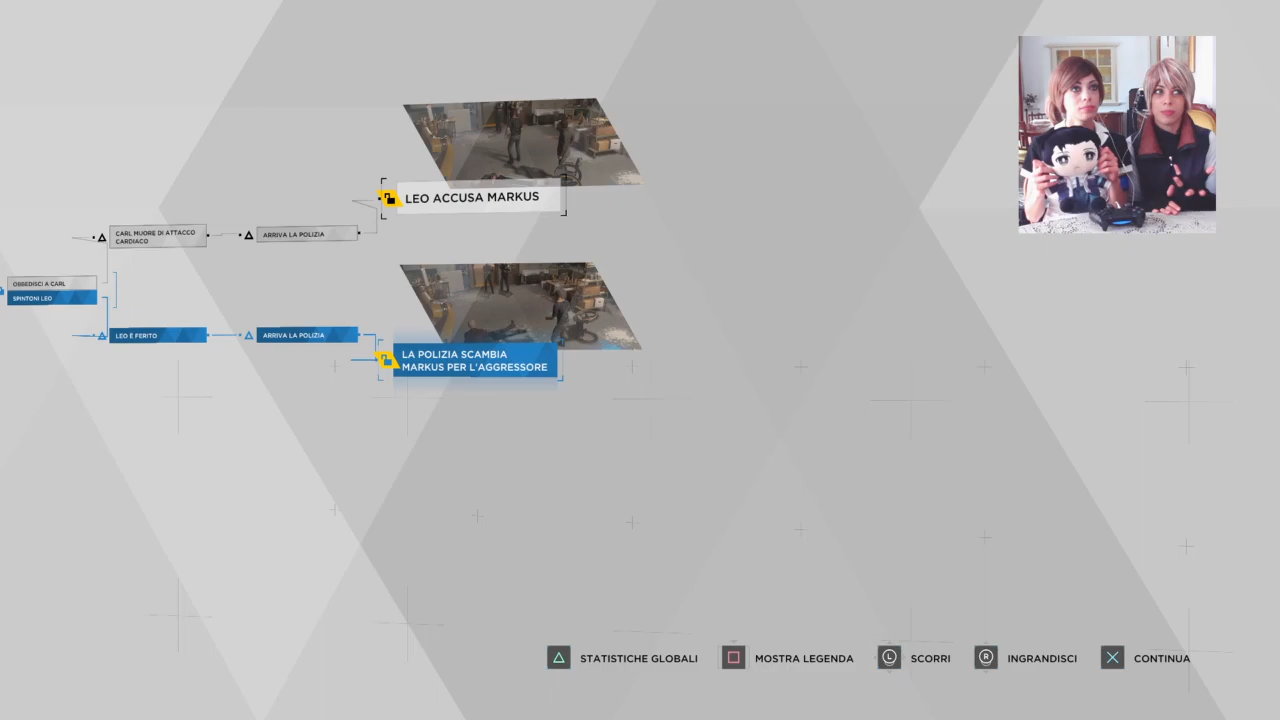 LEO ACCUSA MARKUS
CARL MUORE DI ATTACCO
CARDIACO
ARRIVA LA POLIZIA
OBBEDISCI A CARL
SPINTONI LEO
LEO È FERITO
ARRIVA LA POLIZIA
LA POLIZIA SCAMBIA
MARKUS PER L'AGGRESSORE
STATISTICHE GLOBALI
MOSTRA LEGENDA
L
SCORRI
R
INGRANDISCI
CONTINUA